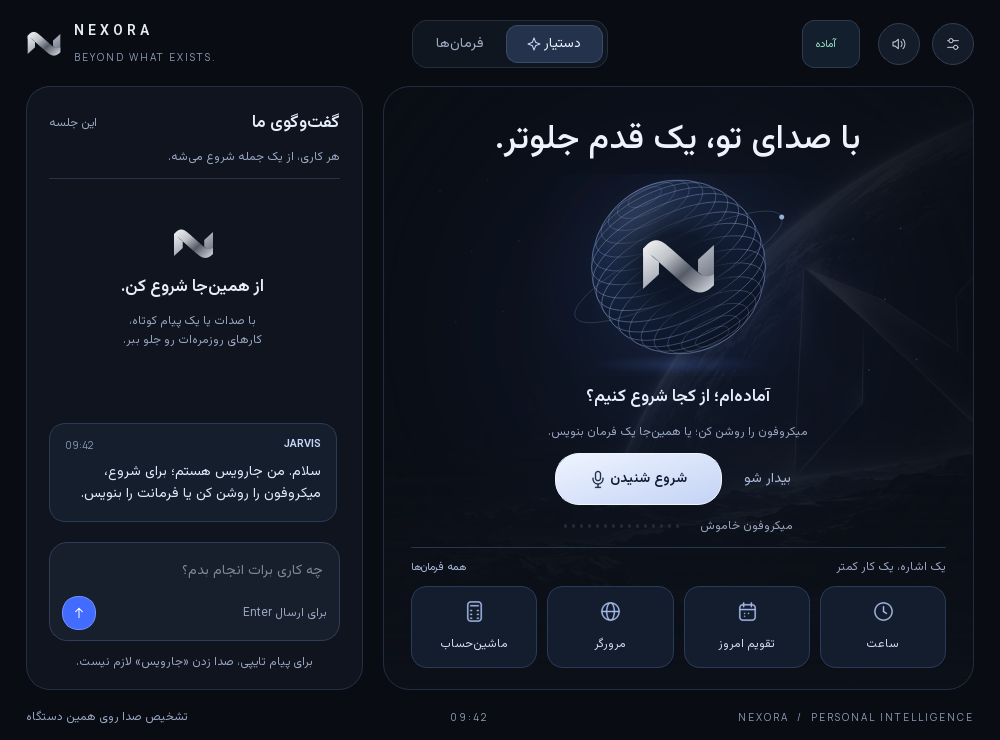 NEXORA
BEYOND WHAT EXISTS.
دستیار
فرمان‌ها
آماده
با صدای تو، یک قدم جلوتر.
آماده‌ام؛ از کجا شروع کنیم؟
میکروفون را روشن کن؛ یا همین‌جا یک فرمان بنویس.
بیدار شو
شروع شنیدن
میکروفون خاموش
یک اشاره، یک کار کمتر
همه فرمان‌ها
ساعت
تقویم امروز
مرورگر
ماشین‌حساب
گفت‌وگوی ما
این جلسه
هر کاری، از یک جمله شروع می‌شه.
از همین‌جا شروع کن.
با صدات یا یک پیام کوتاه،
کارهای روزمره‌ات رو جلو ببر.
JARVIS
09:42
سلام. من جارویس هستم؛ برای شروع،
میکروفون را روشن کن یا فرمانت را بنویس.
چه کاری برات انجام بدم؟
برای ارسال Enter
برای پیام تایپی، صدا زدن «جارویس» لازم نیست.
NEXORA / PERSONAL INTELLIGENCE
09:42
تشخیص صدا روی همین دستگاه